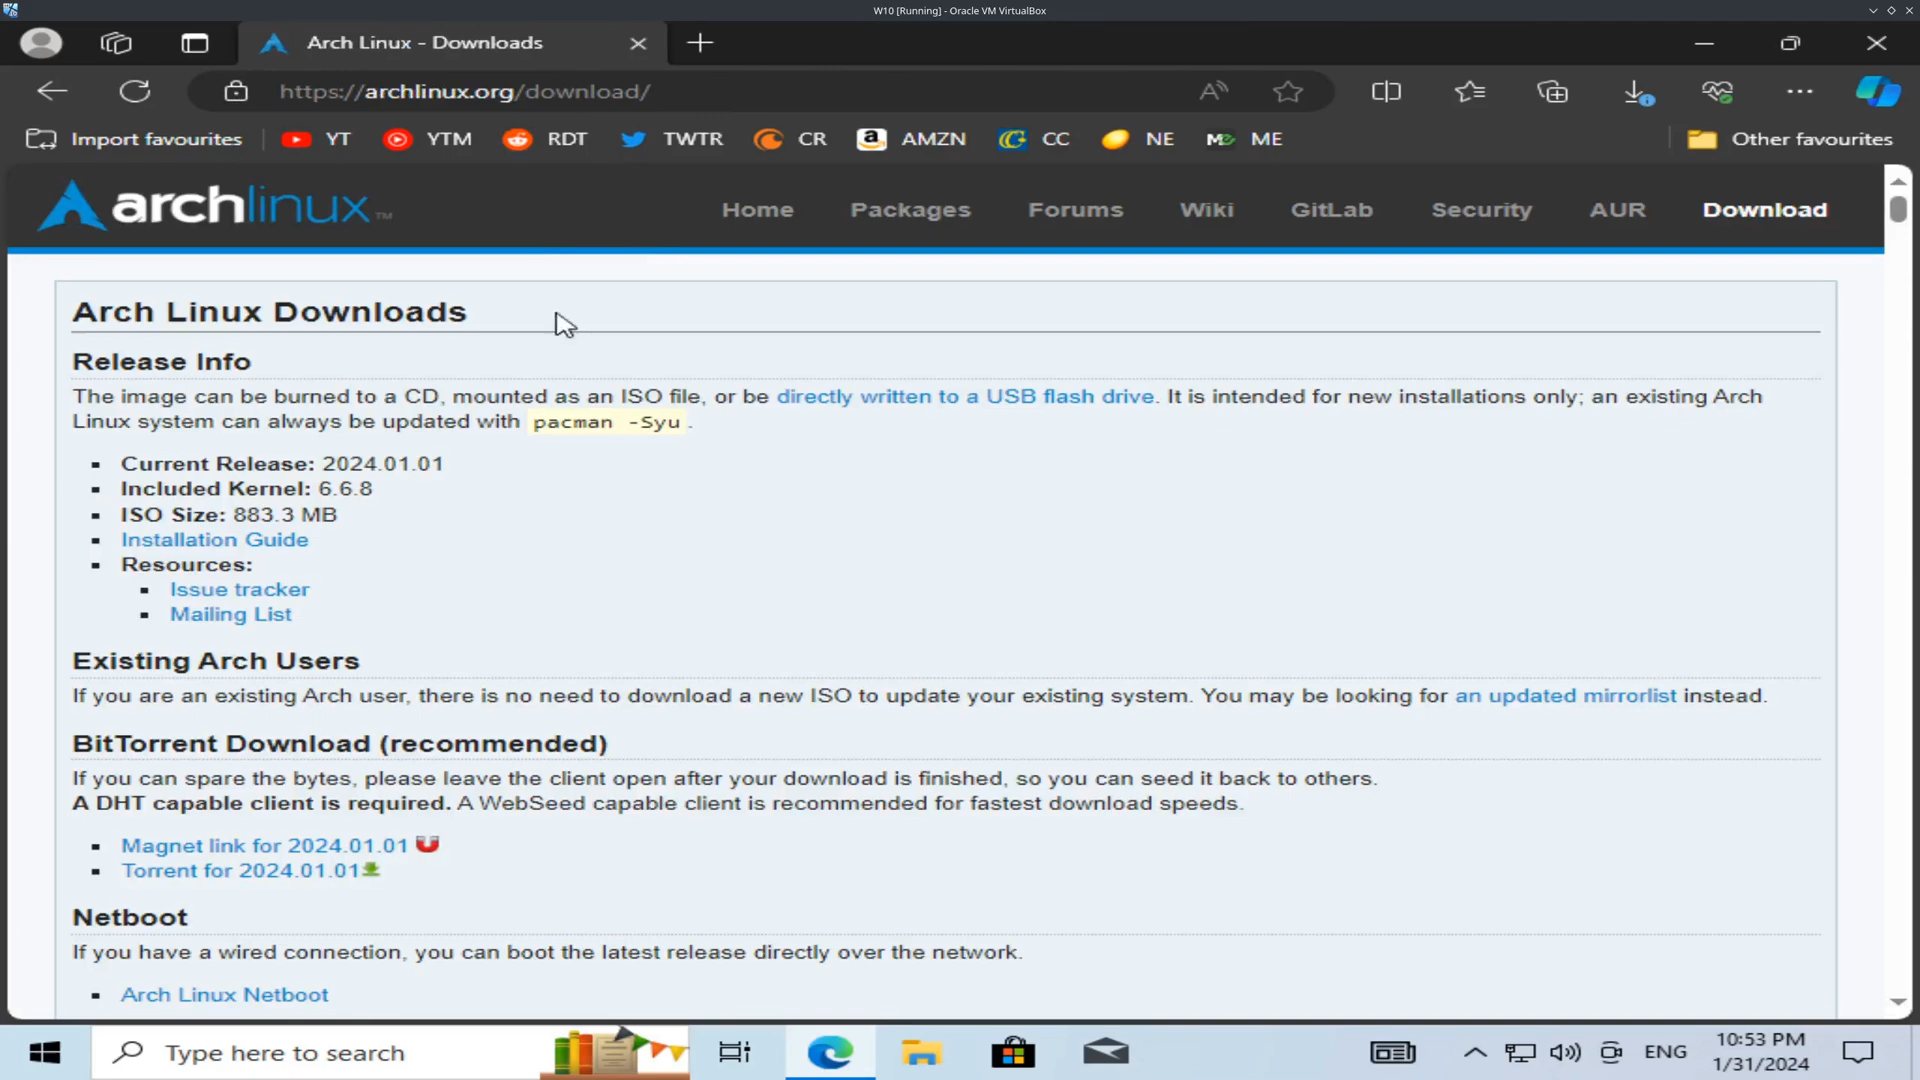 W10 [Running] - Oracle VM VirtualBox
Arch Linux - Downloads
https://archlinux.org/download/
Import favourites YT YTM RDT TWTR CR AMZN CC NE ME Other favourites
archlinux™ Home Packages Forums Wiki GitLab Security AUR Download
Arch Linux Downloads
Release Info
The image can be burned to a CD, mounted as an ISO file, or be directly written to a USB flash drive. It is intended for new installations only; an existing Arch
Linux system can always be updated with pacman -Syu.
Current Release: 2024.01.01
Included Kernel: 6.6.8
ISO Size: 883.3 MB
Installation Guide
Resources:
Issue tracker
Mailing List
Existing Arch Users
If you are an existing Arch user, there is no need to download a new ISO to update your existing system. You may be looking for an updated mirrorlist instead.
BitTorrent Download (recommended)
If you can spare the bytes, please leave the client open after your download is finished, so you can seed it back to others.
A DHT capable client is required. A WebSeed capable client is recommended for fastest download speeds.
Magnet link for 2024.01.01
Torrent for 2024.01.01
Netboot
If you have a wired connection, you can boot the latest release directly over the network.
Arch Linux Netboot
Type here to search
ENG
10:53 PM
1/31/2024